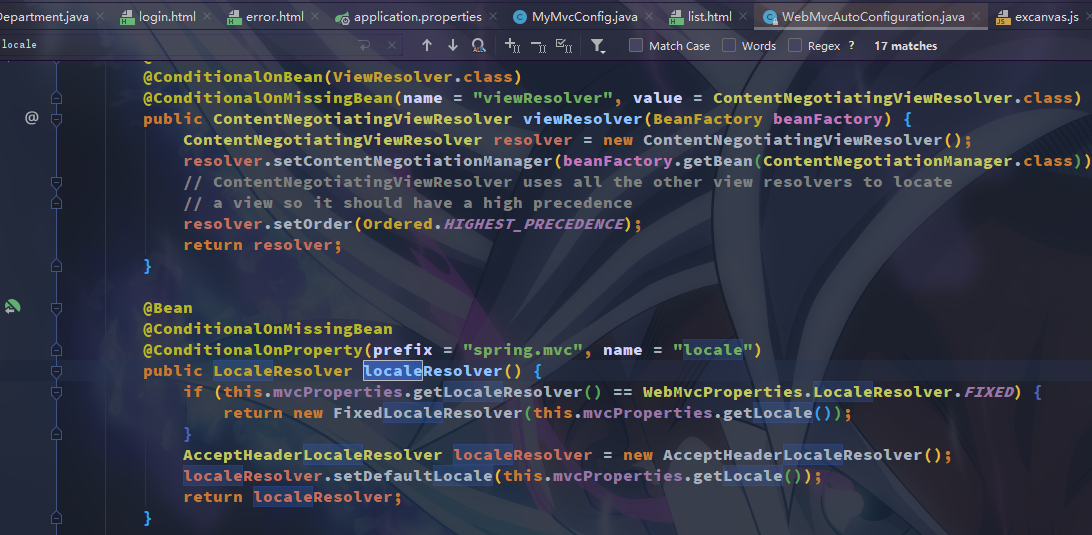 Department.java login.html error.html application.properties MyMvcConfig.java list.html WebMvcAutoConfiguration.java excanvas.js
locale Match Case Words Regex ? 17 matches
@ConditionalOnBean(ViewResolver.class)
@ConditionalOnMissingBean(name = "viewResolver", value = ContentNegotiatingViewResolver.class)
public ContentNegotiatingViewResolver viewResolver(BeanFactory beanFactory) {
ContentNegotiatingViewResolver resolver = new ContentNegotiatingViewResolver();
resolver.setContentNegotiationManager(beanFactory.getBean(ContentNegotiationManager.class))
// ContentNegotiatingViewResolver uses all the other view resolvers to locate
// a view so it should have a high precedence
resolver.setOrder(Ordered.HIGHEST_PRECEDENCE);
return resolver;
}
@Bean
@ConditionalOnMissingBean
@ConditionalOnProperty(prefix = "spring.mvc", name = "locale")
public LocaleResolver localeResolver() {
if (this.mvcProperties.getLocaleResolver() == WebMvcProperties.LocaleResolver.FIXED) {
return new FixedLocaleResolver(this.mvcProperties.getLocale());
}
AcceptHeaderLocaleResolver localeResolver = new AcceptHeaderLocaleResolver();
localeResolver.setDefaultLocale(this.mvcProperties.getLocale());
return localeResolver;
}